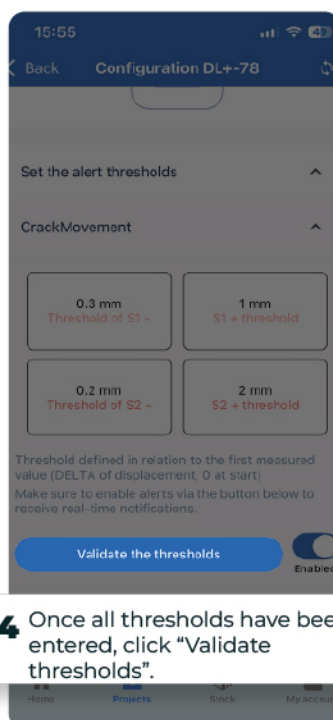 15:55
Back Configuration DL+-78
Set the alert thresholds
CrackMovement
0.3 mm 1 mm
Threshold of S1 - S1 + threshold
0.2 mm 2 mm
Threshold of S2 - S2 + threshold
Threshold defined in relation to the first measured
value (DELTA of displacement, 0 at start)
Make sure to enable alerts via the button below to
receive real-time notifications.
Validate the thresholds
Enabled
4 Once all thresholds have bee
entered, click “Validate
thresholds”.
Home Projects Stock My accoun